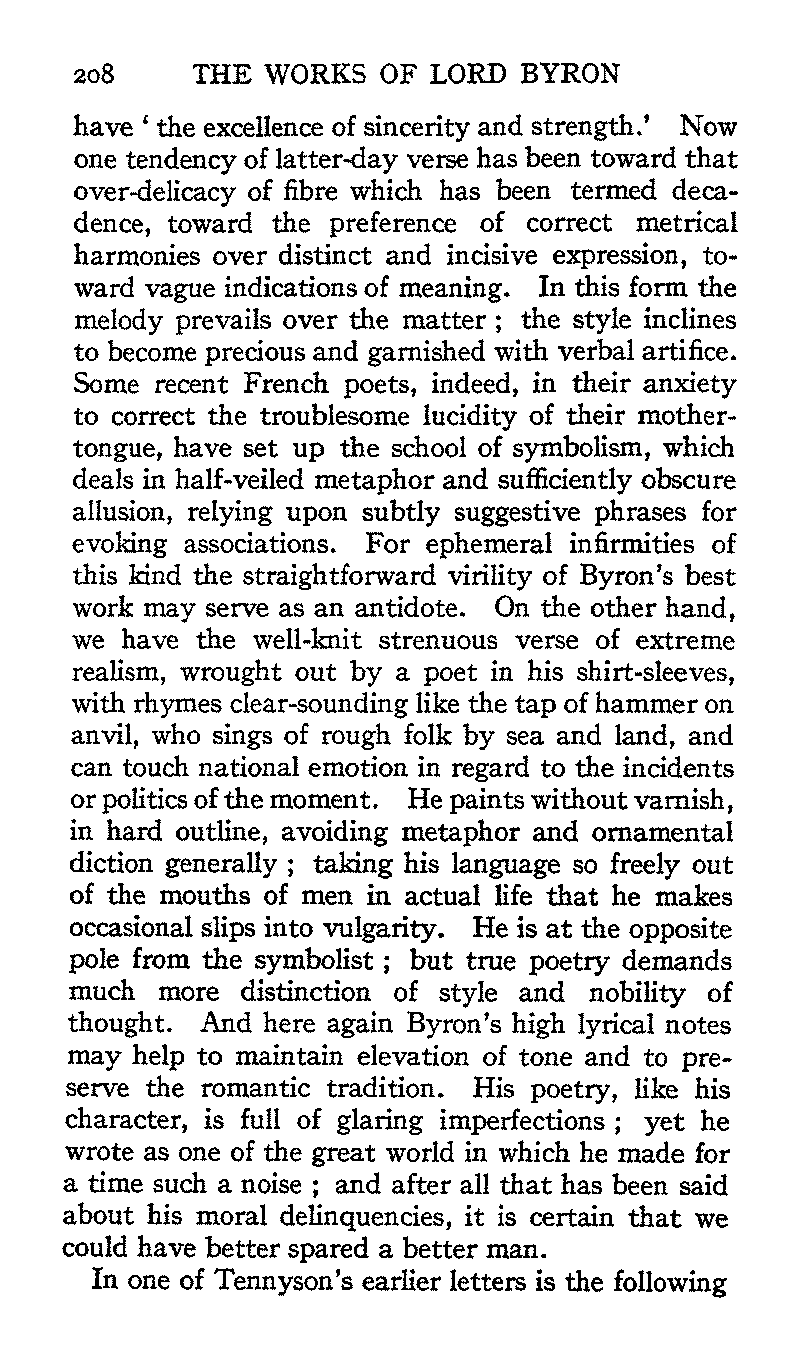 208 THE WORKS OF LORD BYRON
have ‘ the excellence of sincerity and strength.’ Now
one tendency of latter-day verse has been toward that
over-delicacy of fibre which has been termed deca-
dence, toward the preference of correct metrical
harmonies over distinct and incisive expression, to-
ward vague indications of meaning. In this form the
melody prevails over the matter ; the style inclines
to become precious and garnished with verbal artifice.
Some recent French poets, indeed, in their anxiety
to correct the troublesome lucidity of their mother-
tongue, have set up the school of symbolism, which
deals in half-veiled metaphor and sufficiently obscure
allusion, relying upon subtly suggestive phrases for
evoking associations. For ephemeral infirmities of
this kind the straightforward virility of Byron’s best
work may serve as an antidote. On the other hand,
we have the well-knit strenuous verse of extreme
realism, wrought out by a poet in his shirt-sleeves,
with rhymes clear-sounding like the tap of hammer on
anvil, who sings of rough folk by sea and land, and
can touch national emotion in regard to the incidents
or politics of the moment. He paints without varnish,
in hard outline, avoiding metaphor and ornamental
diction generally ; taking his language so freely out
of the mouths of men in actual life that he makes
occasional slips into vulgarity. He is at the opposite
pole from the symbolist ; but true poetry demands
much more distinction of style and nobility of
thought. And here again Byron’s high lyrical notes
may help to maintain elevation of tone and to pre-
serve the romantic tradition. His poetry, like his
character, is full of glaring imperfections ; yet he
wrote as one of the great world in which he made for
a time such a noise ; and after all that has been said
about his moral delinquencies, it is certain that we
could have better spared a better man.
In one of Tennyson’s earlier letters is the following